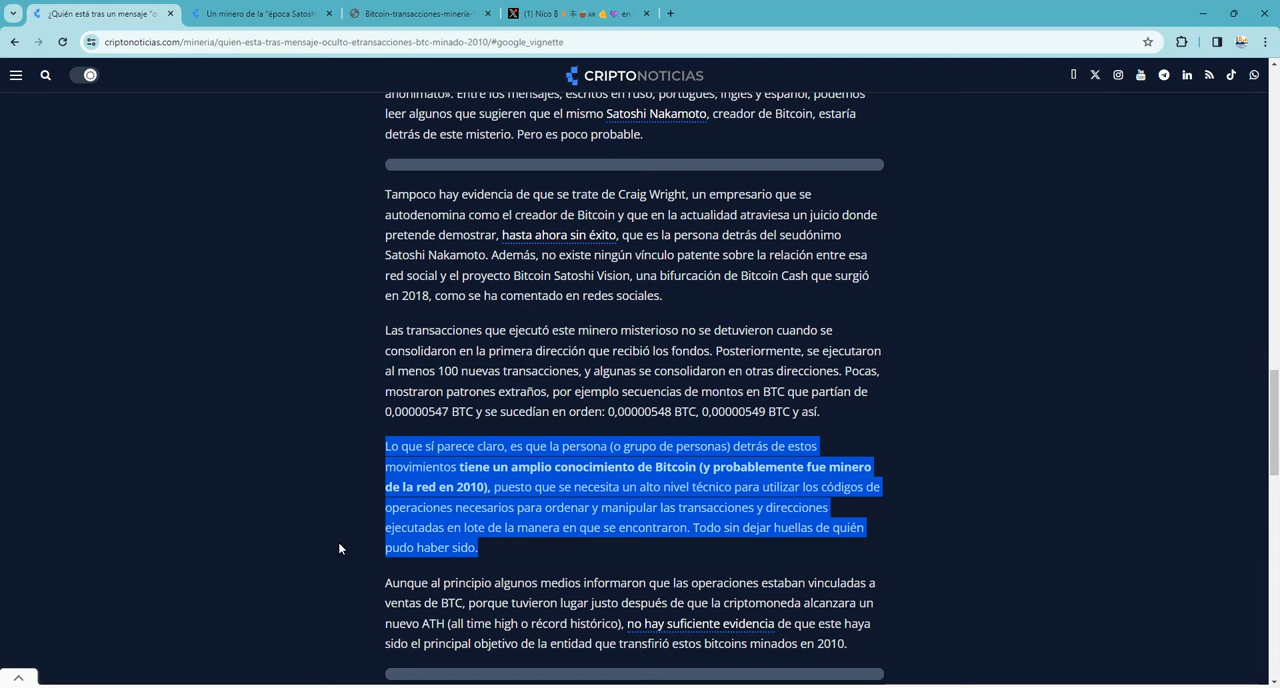 ¿Quién está tras un mensaje "o
Un minero de la "época Satosh
Bitcoin-transacciones-mineria-
(1) Nico
en
criptonoticias.com/mineria/quien-esta-tras-mensaje-oculto-etransacciones-btc-minado-2010/#google_vignette
CRIPTONOTICIAS
anonimato». Entre los mensajes, escritos en ruso, portugués, inglés y español, podemos
leer algunos que sugieren que el mismo Satoshi Nakamoto, creador de Bitcoin, estaría
detrás de este misterio. Pero es poco probable.
Tampoco hay evidencia de que se trate de Craig Wright, un empresario que se
autodenomina como el creador de Bitcoin y que en la actualidad atraviesa un juicio donde
pretende demostrar, hasta ahora sin éxito, que es la persona detrás del seudónimo
Satoshi Nakamoto. Además, no existe ningún vínculo patente sobre la relación entre esa
red social y el proyecto Bitcoin Satoshi Vision, una bifurcación de Bitcoin Cash que surgió
en 2018, como se ha comentado en redes sociales.
Las transacciones que ejecutó este minero misterioso no se detuvieron cuando se
consolidaron en la primera dirección que recibió los fondos. Posteriormente, se ejecutaron
al menos 100 nuevas transacciones, y algunas se consolidaron en otras direcciones. Pocas,
mostraron patrones extraños, por ejemplo secuencias de montos en BTC que partían de
0,00000547 BTC y se sucedían en orden: 0,00000548 BTC, 0,00000549 BTC y así.
Lo que sí parece claro, es que la persona (o grupo de personas) detrás de estos
movimientos tiene un amplio conocimiento de Bitcoin (y probablemente fue minero
de la red en 2010), puesto que se necesita un alto nivel técnico para utilizar los códigos de
operaciones necesarios para ordenar y manipular las transacciones y direcciones
ejecutadas en lote de la manera en que se encontraron. Todo sin dejar huellas de quién
pudo haber sido.
Aunque al principio algunos medios informaron que las operaciones estaban vinculadas a
ventas de BTC, porque tuvieron lugar justo después de que la criptomoneda alcanzara un
nuevo ATH (all time high o récord histórico), no hay suficiente evidencia de que este haya
sido el principal objetivo de la entidad que transfirió estos bitcoins minados en 2010.